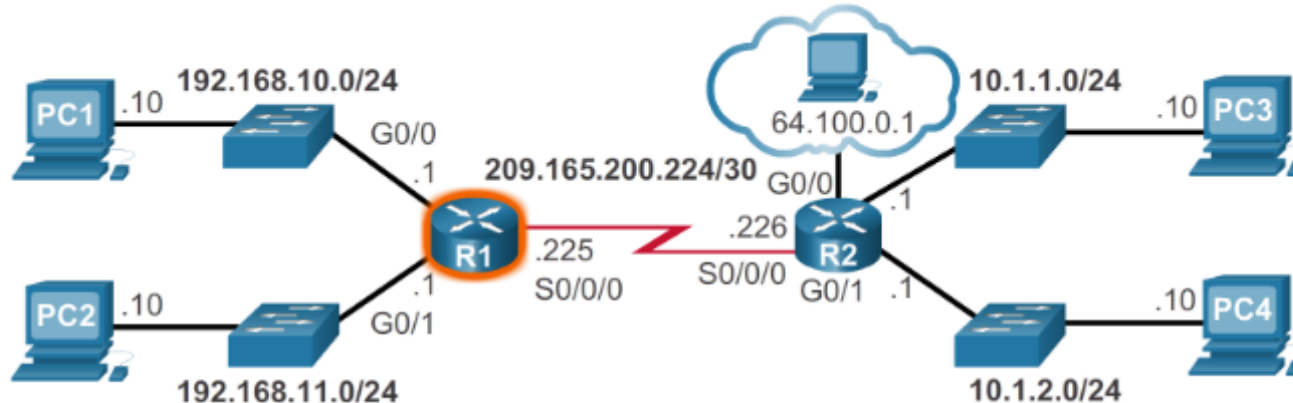 192.168.10.0/24
PC1
.10
G0/0
.1
209.165.200.224/30
R1
.225
S0/0/0
PC2
.10
.1
G0/1
192.168.11.0/24
64.100.0.1
G0/0
.226
R2
S0/0/0
G0/1
.1
10.1.1.0/24
.10
PC3
.1
.10
PC4
10.1.2.0/24